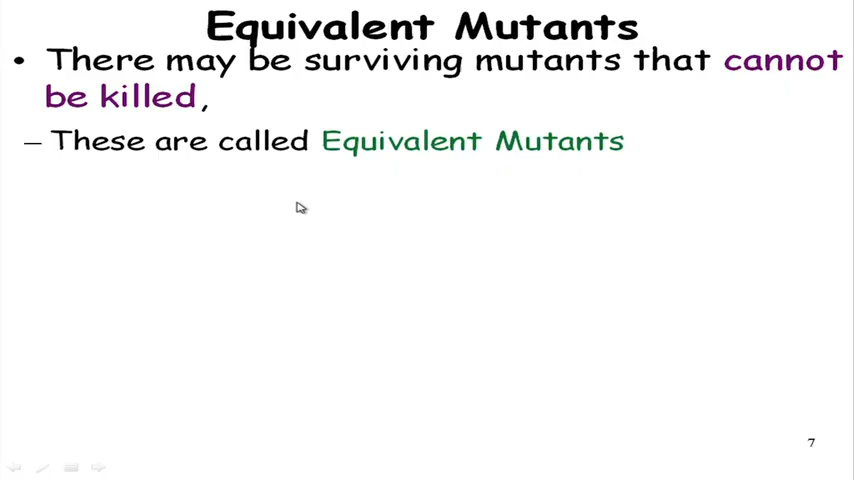 Equivalent Mutants
• There may be surviving mutants that cannot
be killed,
– These are called Equivalent Mutants
7